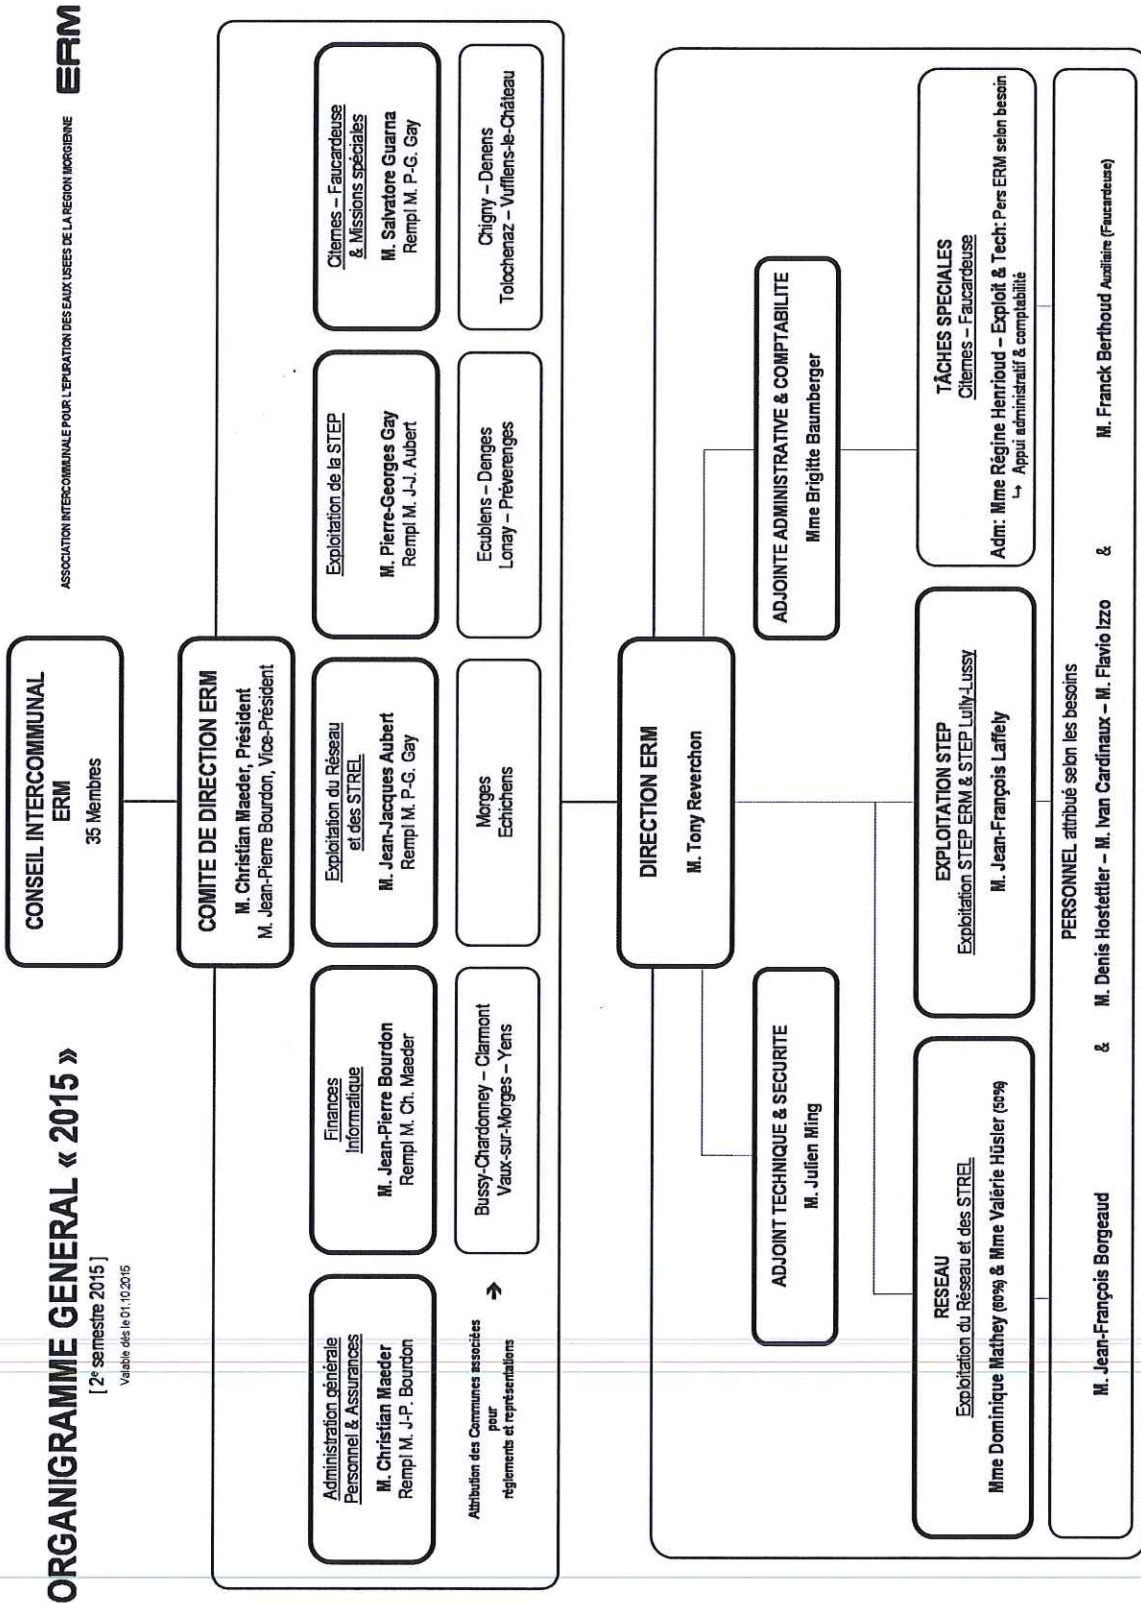 ORGANIGRAMME GENERAL « 2015 »
[ 2e semestre 2015 ]
Valable dès le 01.10.2015
ASSOCIATION INTERCOMMUNALE POUR L'EPURATION DES EAUX USEES DE LA REGION MORGIENNE
ERM
CONSEIL INTERCOMMUNAL
ERM
35 Membres
COMITE DE DIRECTION ERM
M. Christian Maeder, Président
M. Jean-Pierre Bourdon, Vice-Président
Administration générale
Personnel & Assurances
M. Christian Maeder
Rempl M. J-P. Bourdon
Finances
Informatique
M. Jean-Pierre Bourdon
Rempl M. Ch. Maeder
Exploitation du Réseau
et des STREL
M. Jean-Jacques Aubert
Rempl M. P-G. Gay
Exploitation de la STEP
M. Pierre-Georges Gay
Rempl M. J-J. Aubert
Citernes – Faucardeuse
& Missions spéciales
M. Salvatore Guarna
Rempl M. P-G. Gay
Attribution des Communes associées
pour
règlements et représentations
→
Bussy-Chardonney – Clarmont
Vaux-sur-Morges – Yens
Morges
Echichens
Ecublens – Denges
Lonay – Préverenges
Chigny – Denens
Tolochenaz – Vufflens-le-Château
DIRECTION ERM
M. Tony Reverchon
ADJOINT TECHNIQUE & SECURITE
M. Julien Ming
ADJOINTE ADMINISTRATIVE & COMPTABILITE
Mme Brigitte Baumberger
RESEAU
Exploitation du Réseau et des STREL
Mme Dominique Mathey (60%) & Mme Valérie Hüsler (50%)
EXPLOITATION STEP
Exploitation STEP ERM & STEP Lully-Lussy
M. Jean-François Laffely
TÂCHES SPECIALES
Citernes – Faucardeuse
Adm: Mme Régine Henrioud – Exploit & Tech: Pers ERM selon besoin
↳ Appui administratif & comptabilité
PERSONNEL attribué selon les besoins
M. Jean-François Borgeaud & M. Denis Hostettler – M. Ivan Cardinaux – M. Flavio Izzo & M. Franck Berthoud Auxiliaire (Faucardeuse)